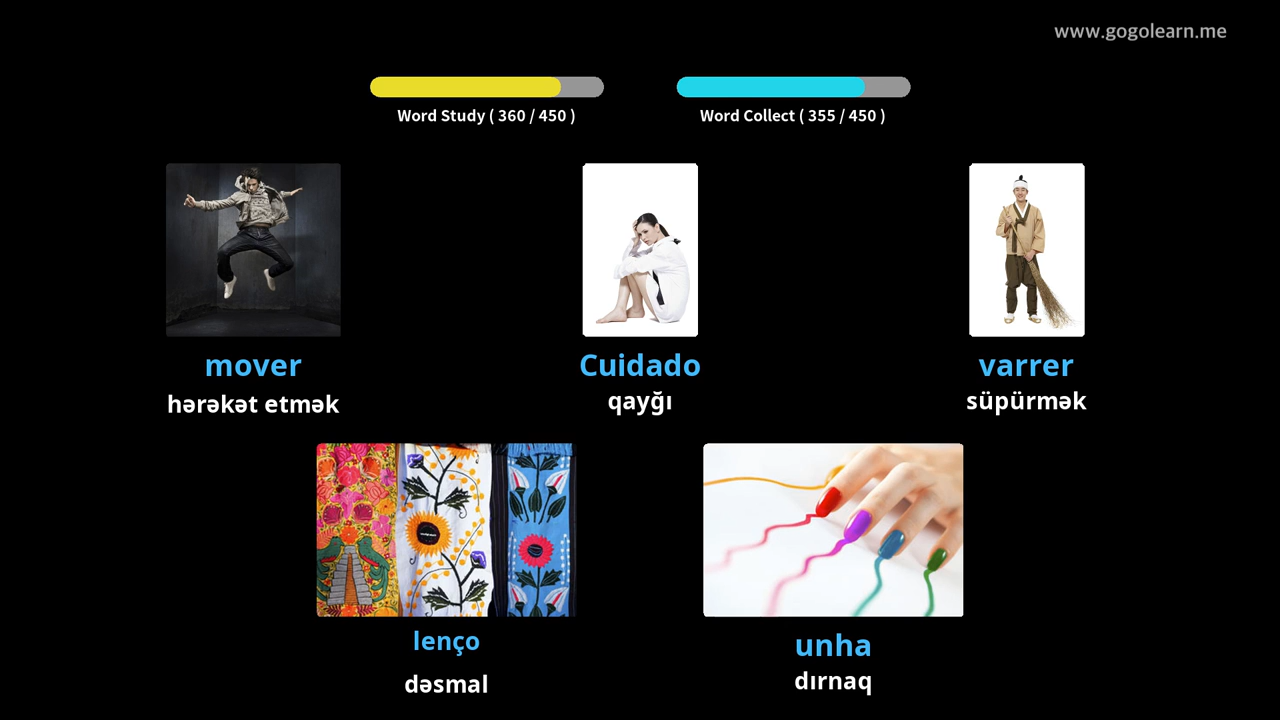 www.gogolearn.me
Word Study ( 360 / 450 )
Word Collect ( 355 / 450 )
mover
hərəkət etmək
Cuidado
qayğı
varrer
süpürmək
lenço
dəsmal
unha
dırnaq